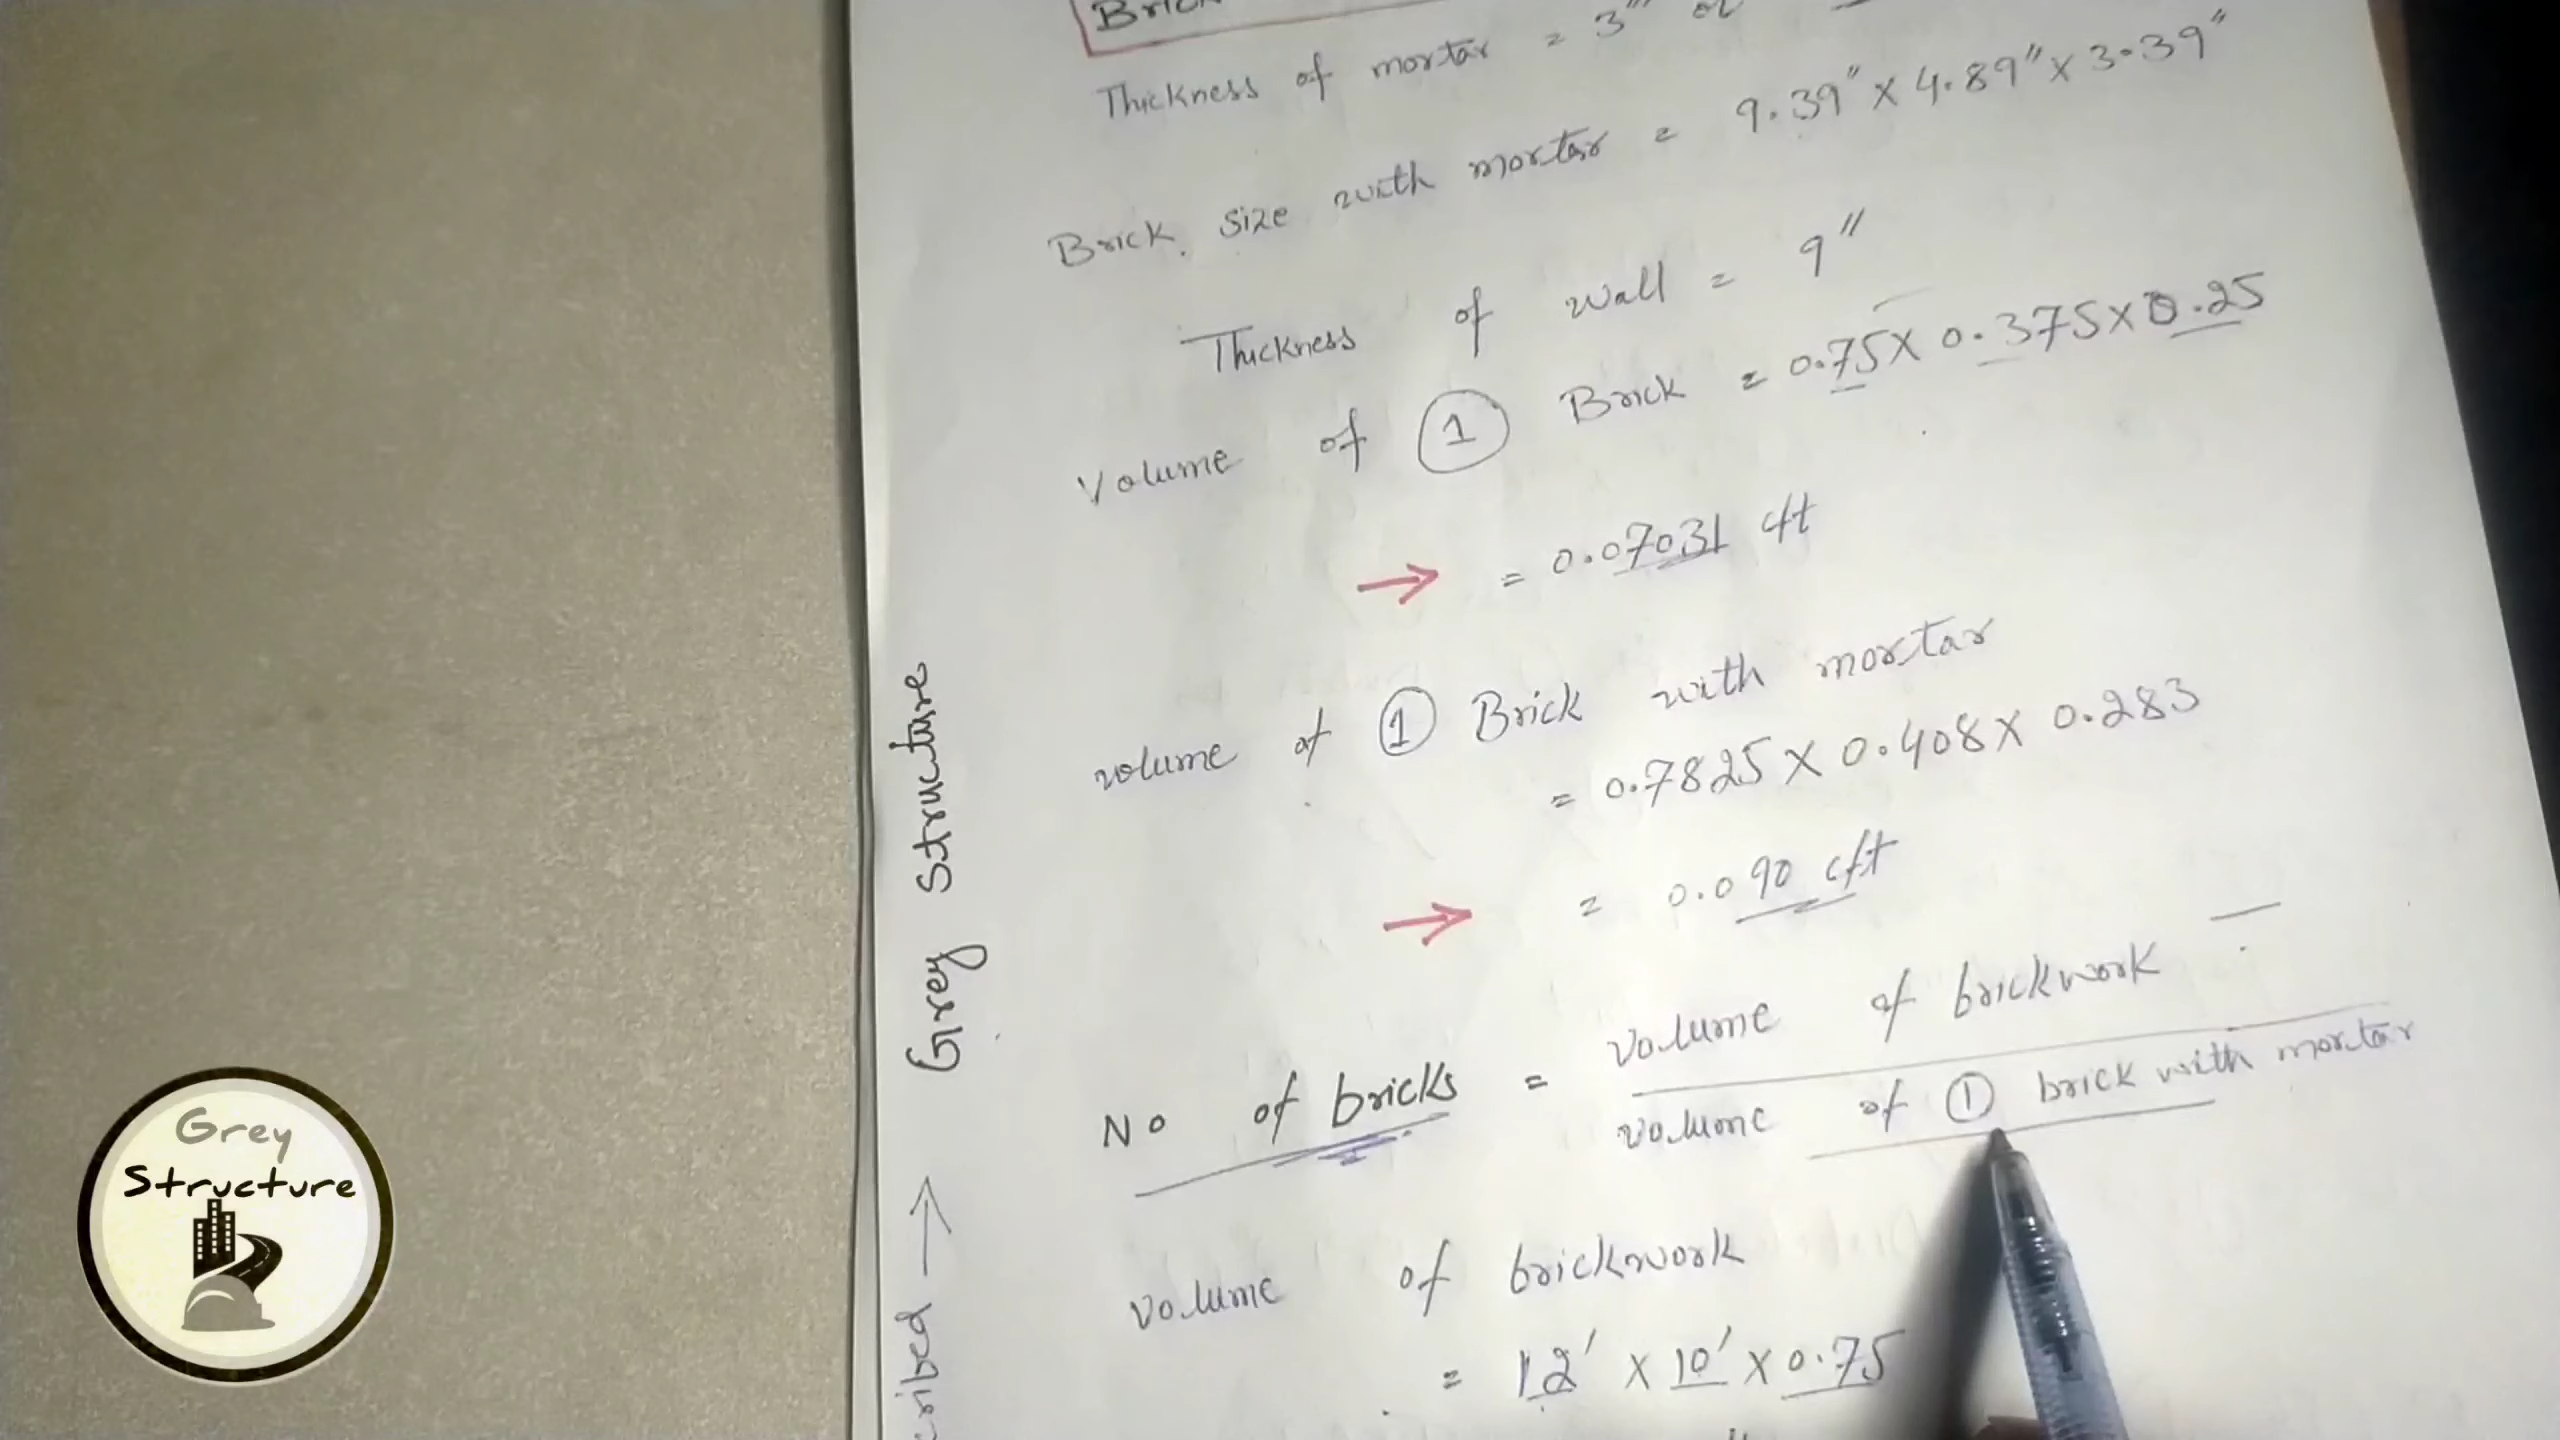 Brick
Thickness of mortar = 3''' or
Brick size with mortar = 9.39" X 4.89" X 3.39"
Thickness of wall = 9"
Volume of 1 Brick = 0.75 X 0.375 X 0.25
→ = 0.07031 cft
volume of 1 Brick with mortar
= 0.7825 X 0.408 X 0.283
→ = 0.090 cft
No of bricks = volume of brickwork
volume of 1 brick with mortar
volume of brickwork
= 12' X 10' X 0.75
cribed → Grey Structure
Grey
Structure